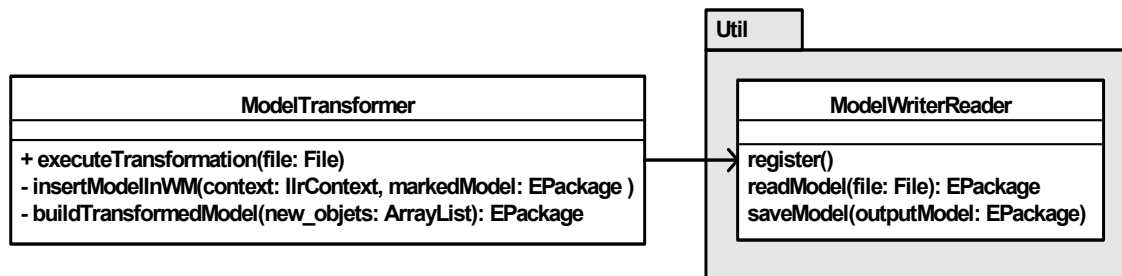 Util
ModelTransformer
+ executeTransformation(file: File)
- insertModelInWM(context: IlrContext, markedModel: EPackage )
- buildTransformedModel(new_objets: ArrayList): EPackage
ModelWriterReader
register()
readModel(file: File): EPackage
saveModel(outputModel: EPackage)